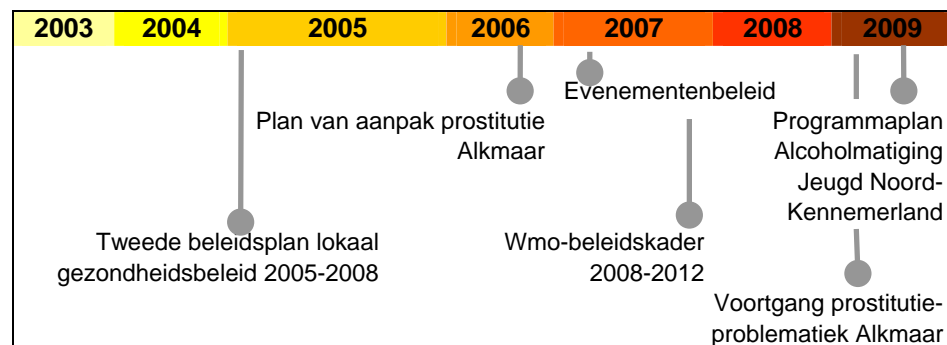 2003 2004 2005 2006 2007 2008 2009
Evenementenbeleid
Plan van aanpak prostitutie
Alkmaar
Programmaplan
Alcoholmatiging
Jeugd Noord-
Kennemerland
Tweede beleidsplan lokaal
gezondheidsbeleid 2005-2008
Wmo-beleidskader
2008-2012
Voortgang prostitutie-
problematiek Alkmaar